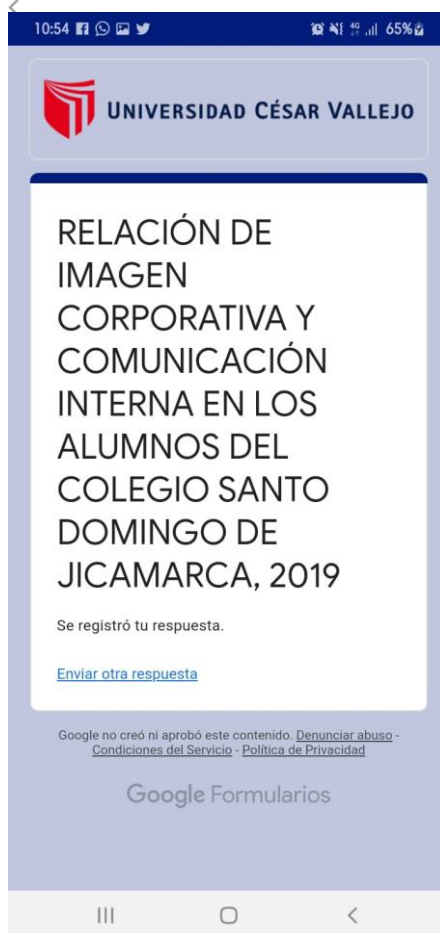 10:54 65%
UNIVERSIDAD CÉSAR VALLEJO
RELACIÓN DE
IMAGEN
CORPORATIVA Y
COMUNICACIÓN
INTERNA EN LOS
ALUMNOS DEL
COLEGIO SANTO
DOMINGO DE
JICAMARCA, 2019
Se registró tu respuesta.
Enviar otra respuesta
Google no creó ni aprobó este contenido. Denunciar abuso -
Condiciones del Servicio - Política de Privacidad
Google Formularios